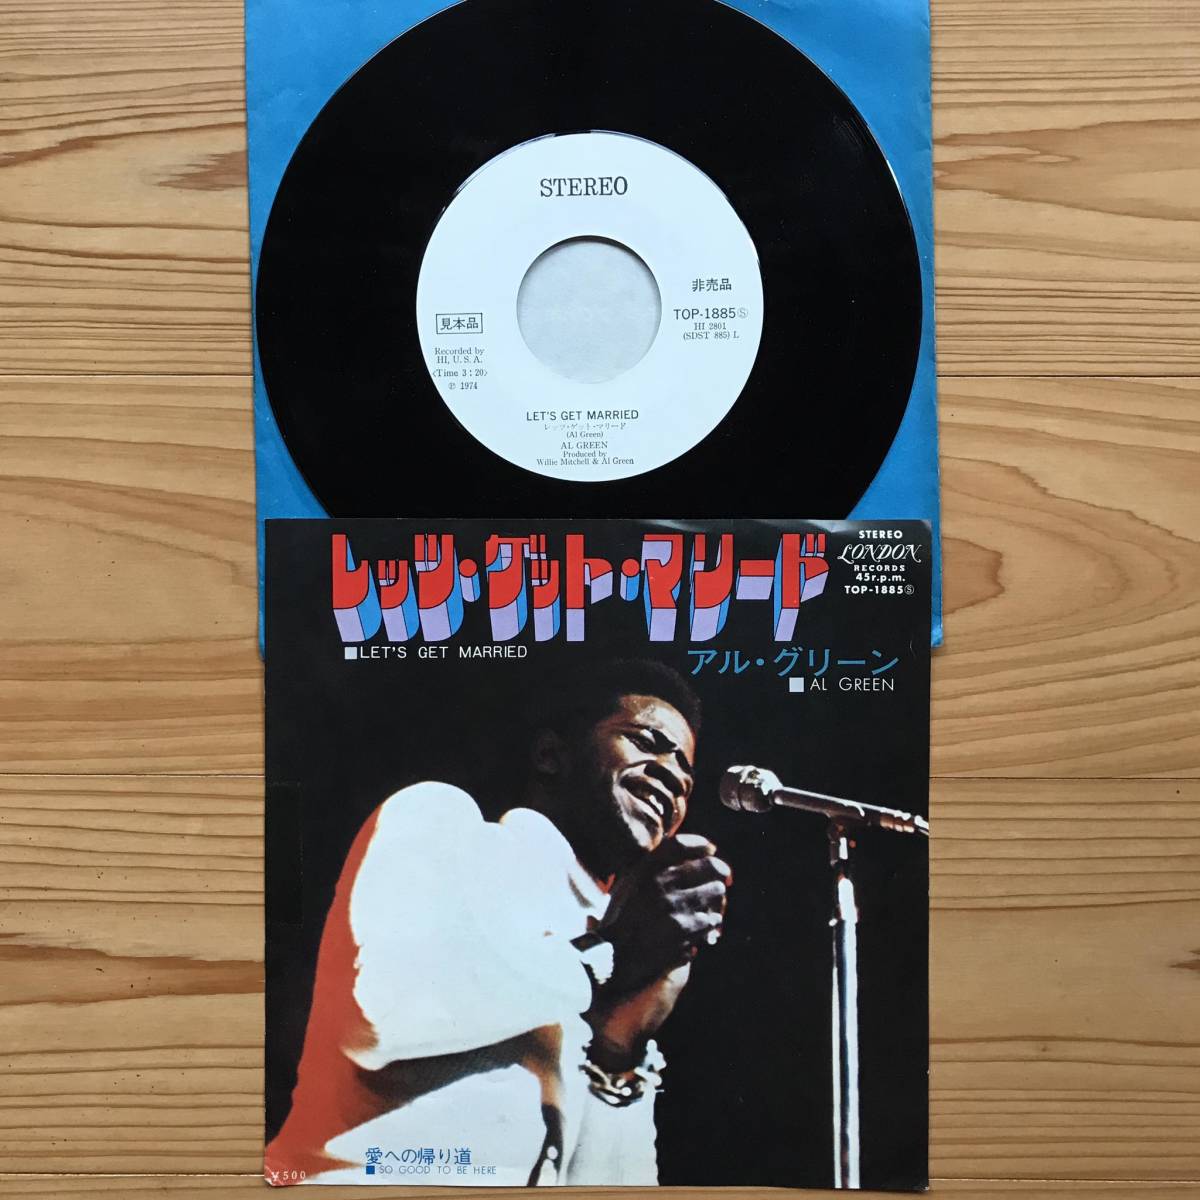 STEREO
非売品
TOP-1885Ⓢ
HI 2801
(SDST 885) L
見本品
Recorded by
HI, U.S.A.
(Time 3:20)
℗ 1974
LET'S GET MARRIED
レッツ・ゲット・マリード
(Al Green)
AL GREEN
Produced by
Willie Mitchell & Al Green
レッツ・ゲット・マリード
■LET'S GET MARRIED
アル・グリーン
■AL GREEN
STEREO
LONDON
RECORDS
45r.p.m.
TOP-1885Ⓢ
愛への帰り道
■SO GOOD TO BE HERE
¥500